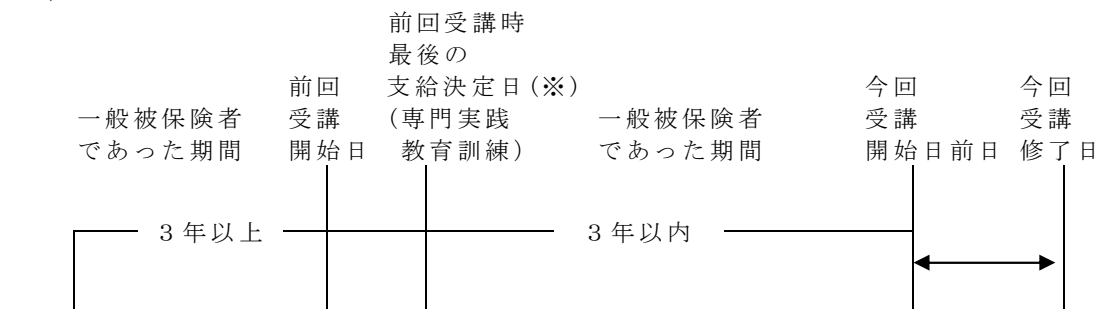 一般被保険者
であった期間
前回
受講
開始日
前回受講時
最後の
支給決定日(※)
(専門実践
教育訓練)
一般被保険者
であった期間
今回
受講
開始日前日
今回
受講
修了日
3年以上
3年以内